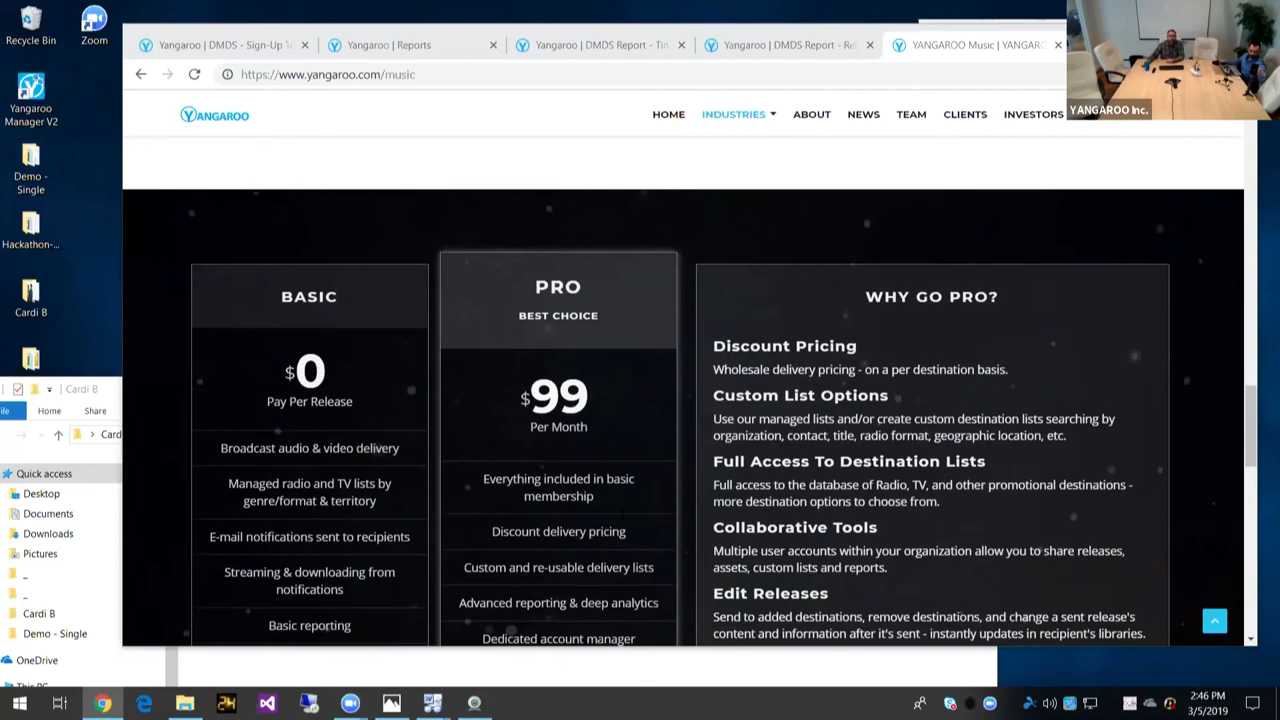 Recycle Bin
Zoom
Yangaroo
Manager V2
Demo -
Single
Hackathon-...
Cardi B
Yangaroo | DMDS - Sign-Up
Yangaroo | Reports
Yangaroo | DMDS Report - Tin
Yangaroo | DMDS Report - Rel
YANGAROO Music | YANGAR
https://www.yangaroo.com/music
YANGAROO Inc.
YANGAROO
HOME INDUSTRIES ABOUT NEWS TEAM CLIENTS INVESTORS
BASIC
$0
Pay Per Release
Broadcast audio & video delivery
Managed radio and TV lists by
genre/format & territory
E-mail notifications sent to recipients
Streaming & downloading from
notifications
Basic reporting
PRO
BEST CHOICE
$99
Per Month
Everything included in basic
membership
Discount delivery pricing
Custom and re-usable delivery lists
Advanced reporting & deep analytics
Dedicated account manager
WHY GO PRO?
Discount Pricing
Wholesale delivery pricing - on a per destination basis.
Custom List Options
Use our managed lists and/or create custom destination lists searching by
organization, contact, title, radio format, geographic location, etc.
Full Access To Destination Lists
Full access to the database of Radio, TV, and other promotional destinations -
more destination options to choose from.
Collaborative Tools
Multiple user accounts within your organization allow you to share releases,
assets, custom lists and reports.
Edit Releases
Send to added destinations, remove destinations, and change a sent release's
content and information after it's sent - instantly updates in recipient's libraries.
Cardi B
ile Home Share
Card
Quick access
Desktop
Documents
Downloads
Pictures
_
_
Cardi B
Demo - Single
OneDrive
2:46 PM
3/5/2019